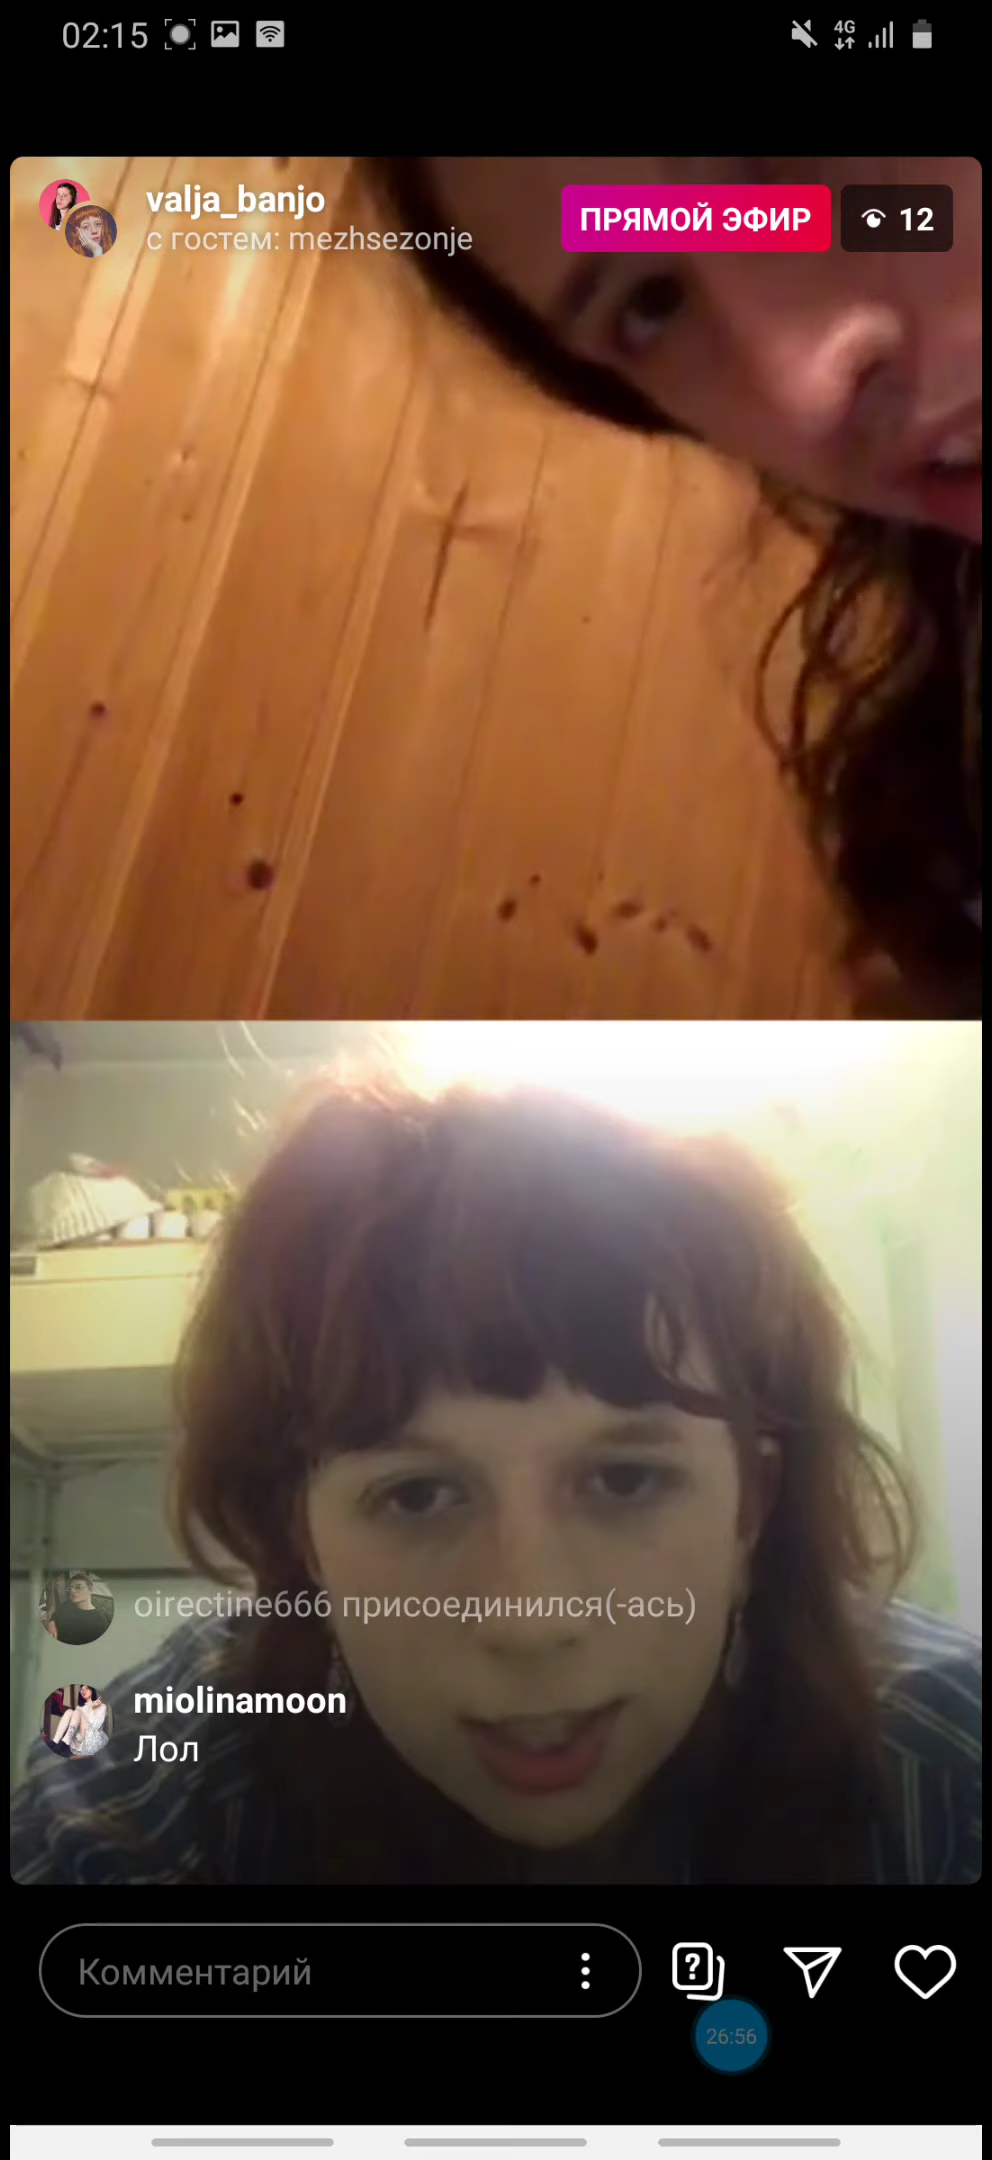 02:15
4G
valja_banjo
с гостем: mezhsezonje
ПРЯМОЙ ЭФИР
12
oirectine666 присоединился(-ась)
miolinamoon
Лол
Комментарий
26:56